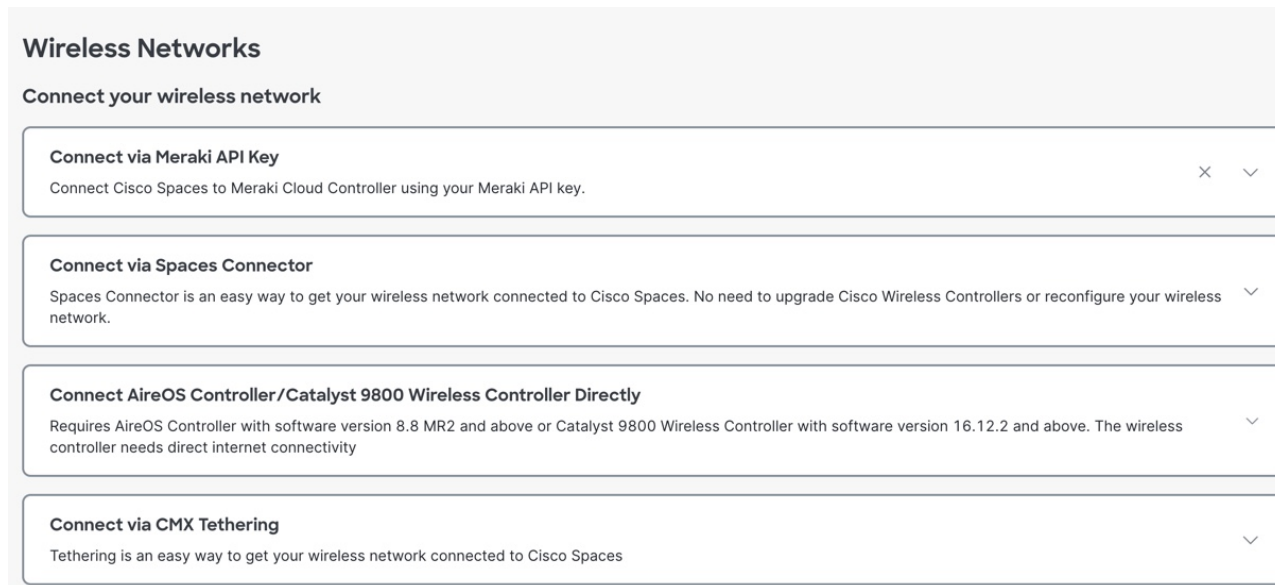 Wireless Networks
Connect your wireless network
Connect via Meraki API Key
Connect Cisco Spaces to Meraki Cloud Controller using your Meraki API key.
Connect via Spaces Connector
Spaces Connector is an easy way to get your wireless network connected to Cisco Spaces. No need to upgrade Cisco Wireless Controllers or reconfigure your wireless
network.
Connect AireOS Controller/Catalyst 9800 Wireless Controller Directly
Requires AireOS Controller with software version 8.8 MR2 and above or Catalyst 9800 Wireless Controller with software version 16.12.2 and above. The wireless
controller needs direct internet connectivity
Connect via CMX Tethering
Tethering is an easy way to get your wireless network connected to Cisco Spaces